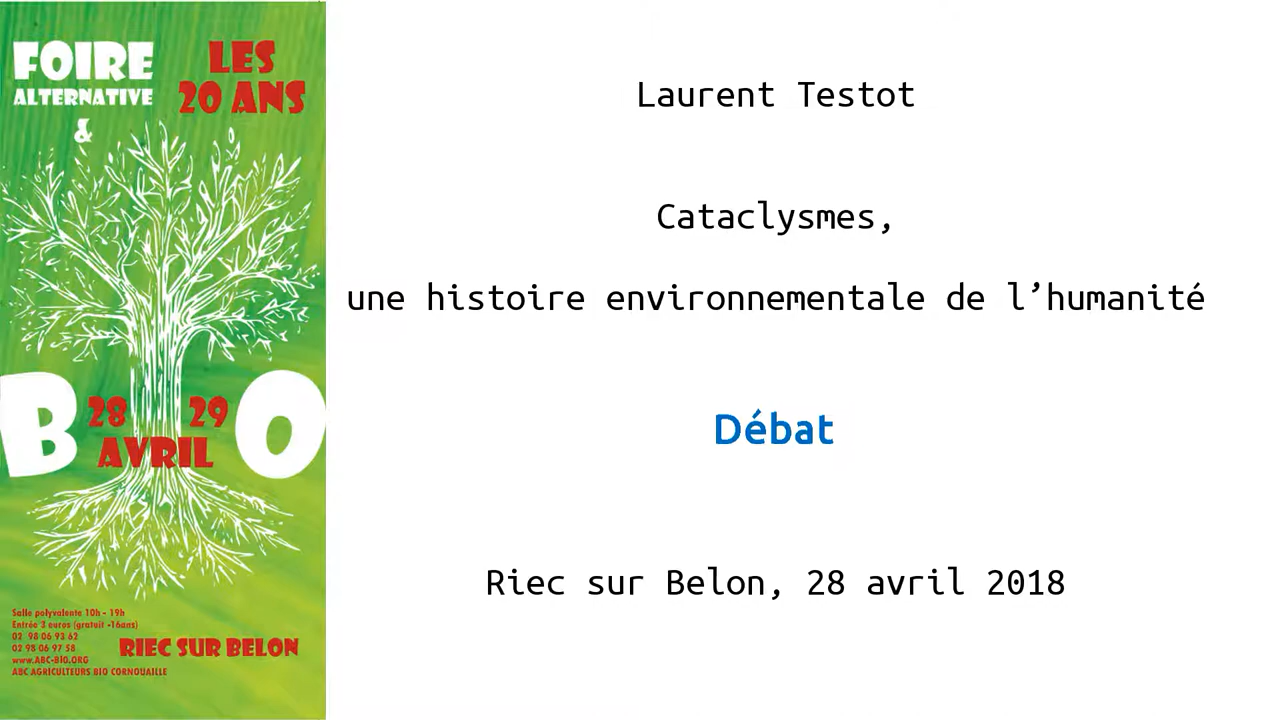 FOIRE
ALTERNATIVE
&
LES
20 ANS
BIO
28 29
AVRIL
Salle polyvalente 10h - 19h
Entrée 3 euros (gratuit -16ans)
02 98 06 93 62
02 98 06 97 58
www.ABC-BIO.ORG
ABC AGRICULTEURS BIO CORNOUAILLE
RIEC SUR BELON
Laurent Testot
Cataclysmes,
une histoire environnementale de l’humanité
Débat
Riec sur Belon, 28 avril 2018